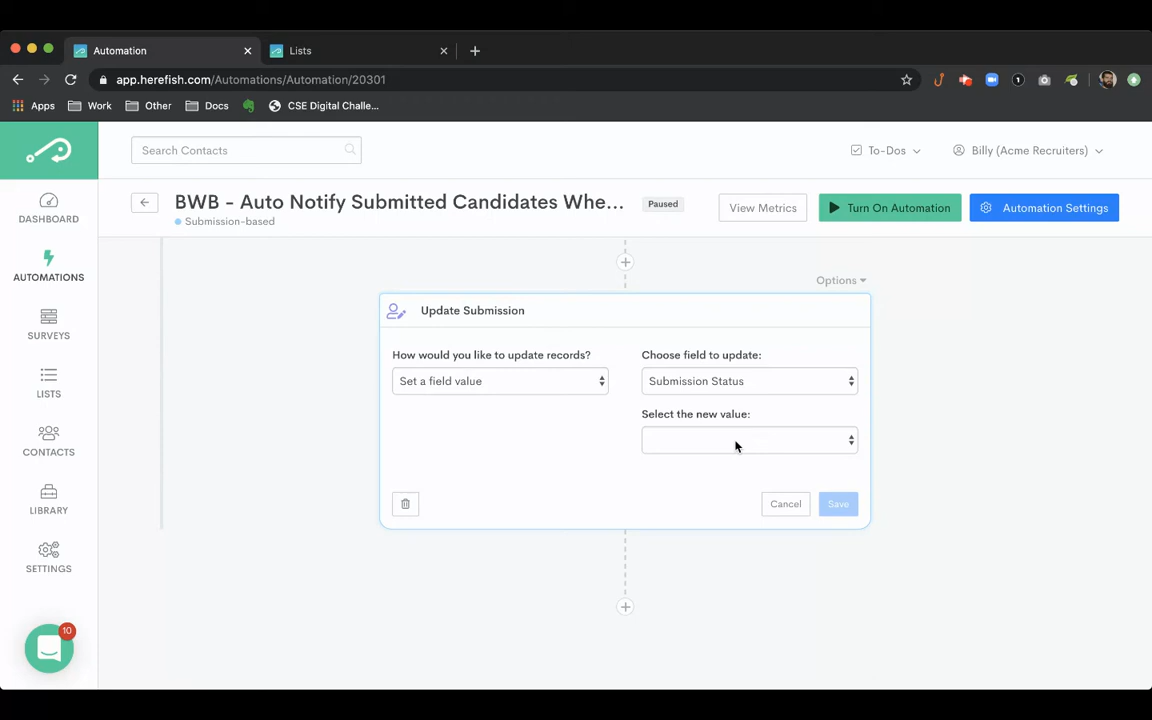 Automation
Lists
app.herefish.com/Automations/Automation/20301
1
Apps
Work
Other
Docs
CSE Digital Challe...
Search Contacts
To-Dos
Billy (Acme Recruiters)
BWB - Auto Notify Submitted Candidates Whe...
Paused
View Metrics
Turn On Automation
Automation Settings
Submission-based
DASHBOARD
AUTOMATIONS
SURVEYS
LISTS
CONTACTS
LIBRARY
SETTINGS
10
Options
Update Submission
How would you like to update records?
Set a field value
Choose field to update:
Submission Status
Select the new value:
Cancel
Save